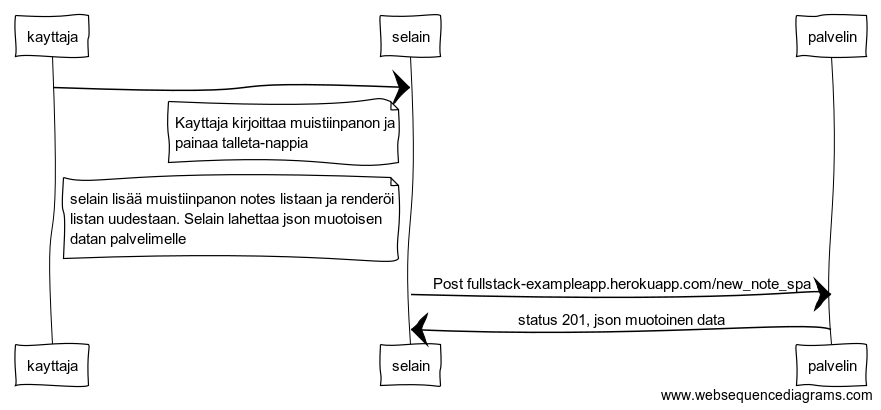 kayttaja
selain
palvelin
Kayttaja kirjoittaa muistiinpanon ja
painaa talleta-nappia
selain lisää muistiinpanon notes listaan ja renderöi
listan uudestaan. Selain lahettaa json muotoisen
datan palvelimelle
Post fullstack-exampleapp.herokuapp.com/new_note_spa
status 201, json muotoinen data
kayttaja
selain
palvelin
www.websequencediagrams.com